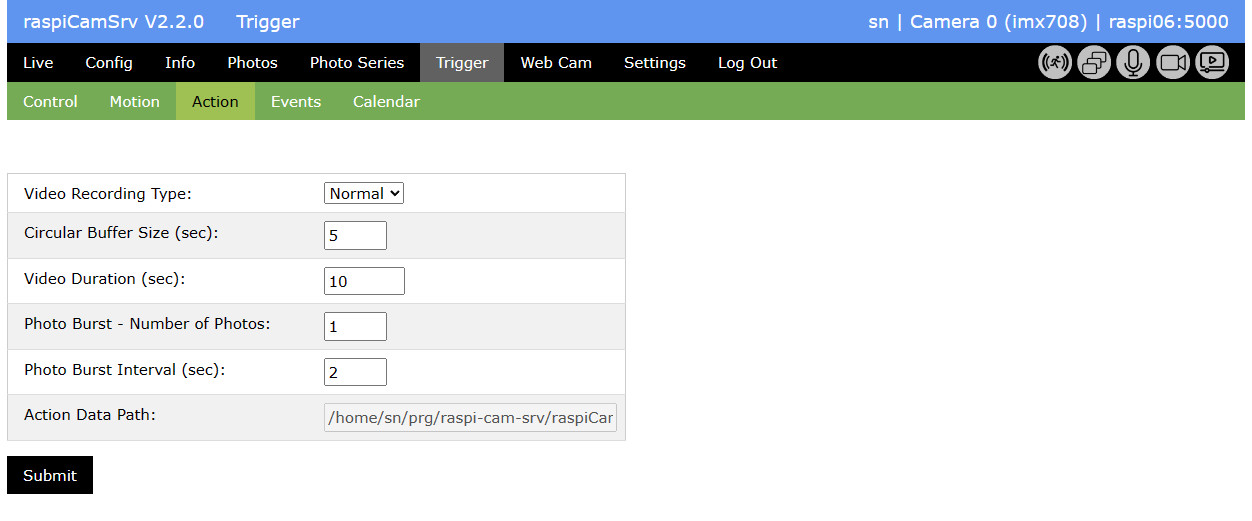 raspiCamSrv V2.2.0 Trigger sn | Camera 0 (imx708) | raspi06:5000
Live Config Info Photos Photo Series Trigger Web Cam Settings Log Out
Control Motion Action Events Calendar
Video Recording Type: Normal
Circular Buffer Size (sec): 5
Video Duration (sec): 10
Photo Burst - Number of Photos: 1
Photo Burst Interval (sec): 2
Action Data Path: /home/sn/prg/raspi-cam-srv/raspiCar
Submit